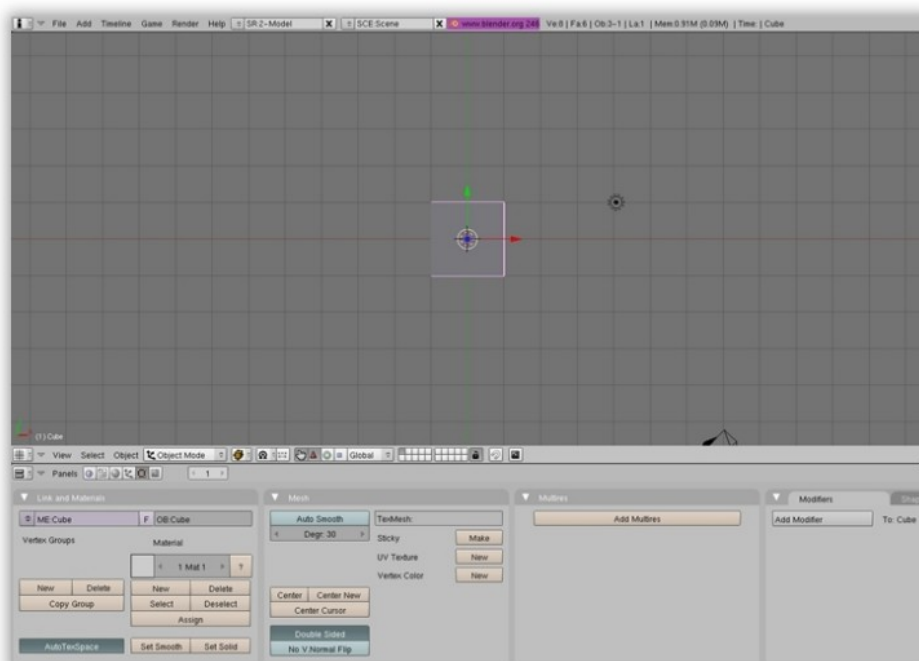 File Add Timeline Game Render Help SR:2-Model X SCE:Scene X www.blender.org 246 Ve:8 | Fa:6 | Ob:3-1 | La:1 | Mem:0.91M (0.09M) | Time: | Cube
(1) Cube
View Select Object Object Mode Global
Panels 1
Link and Materials Mesh Multires Modifiers Shap
ME:Cube F OB:Cube Auto Smooth TexMesh: Add Multires Add Modifier To: Cube
Degr: 30
Vertex Groups Material Sticky Make
1 Mat 1 ? UV Texture New
Vertex Color New
New Delete New Delete
Center Center New
Copy Group Select Deselect
Center Cursor
Assign
Double Sided
AutoTexSpace Set Smooth Set Solid No V.Normal Flip